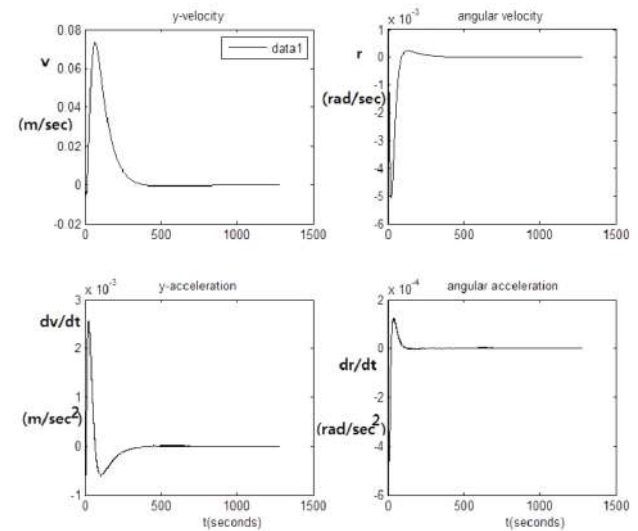 y-velocity
0.08
data1
v
0.06
(m/sec)
0.04
0.02
0
-0.02
0 500 1000 1500
angular velocity
x 10^-3
1
r
0
(rad/sec)
-1
-2
-3
-4
-5
-6
0 500 1000 1500
y-acceleration
x 10^-3
3
dv/dt
2
1
(m/sec^2)
0
-1
0 500 1000 1500
t(seconds)
angular acceleration
x 10^-4
2
0
dr/dt
-2
(rad/sec^2)
-4
-6
0 500 1000 1500
t(seconds)